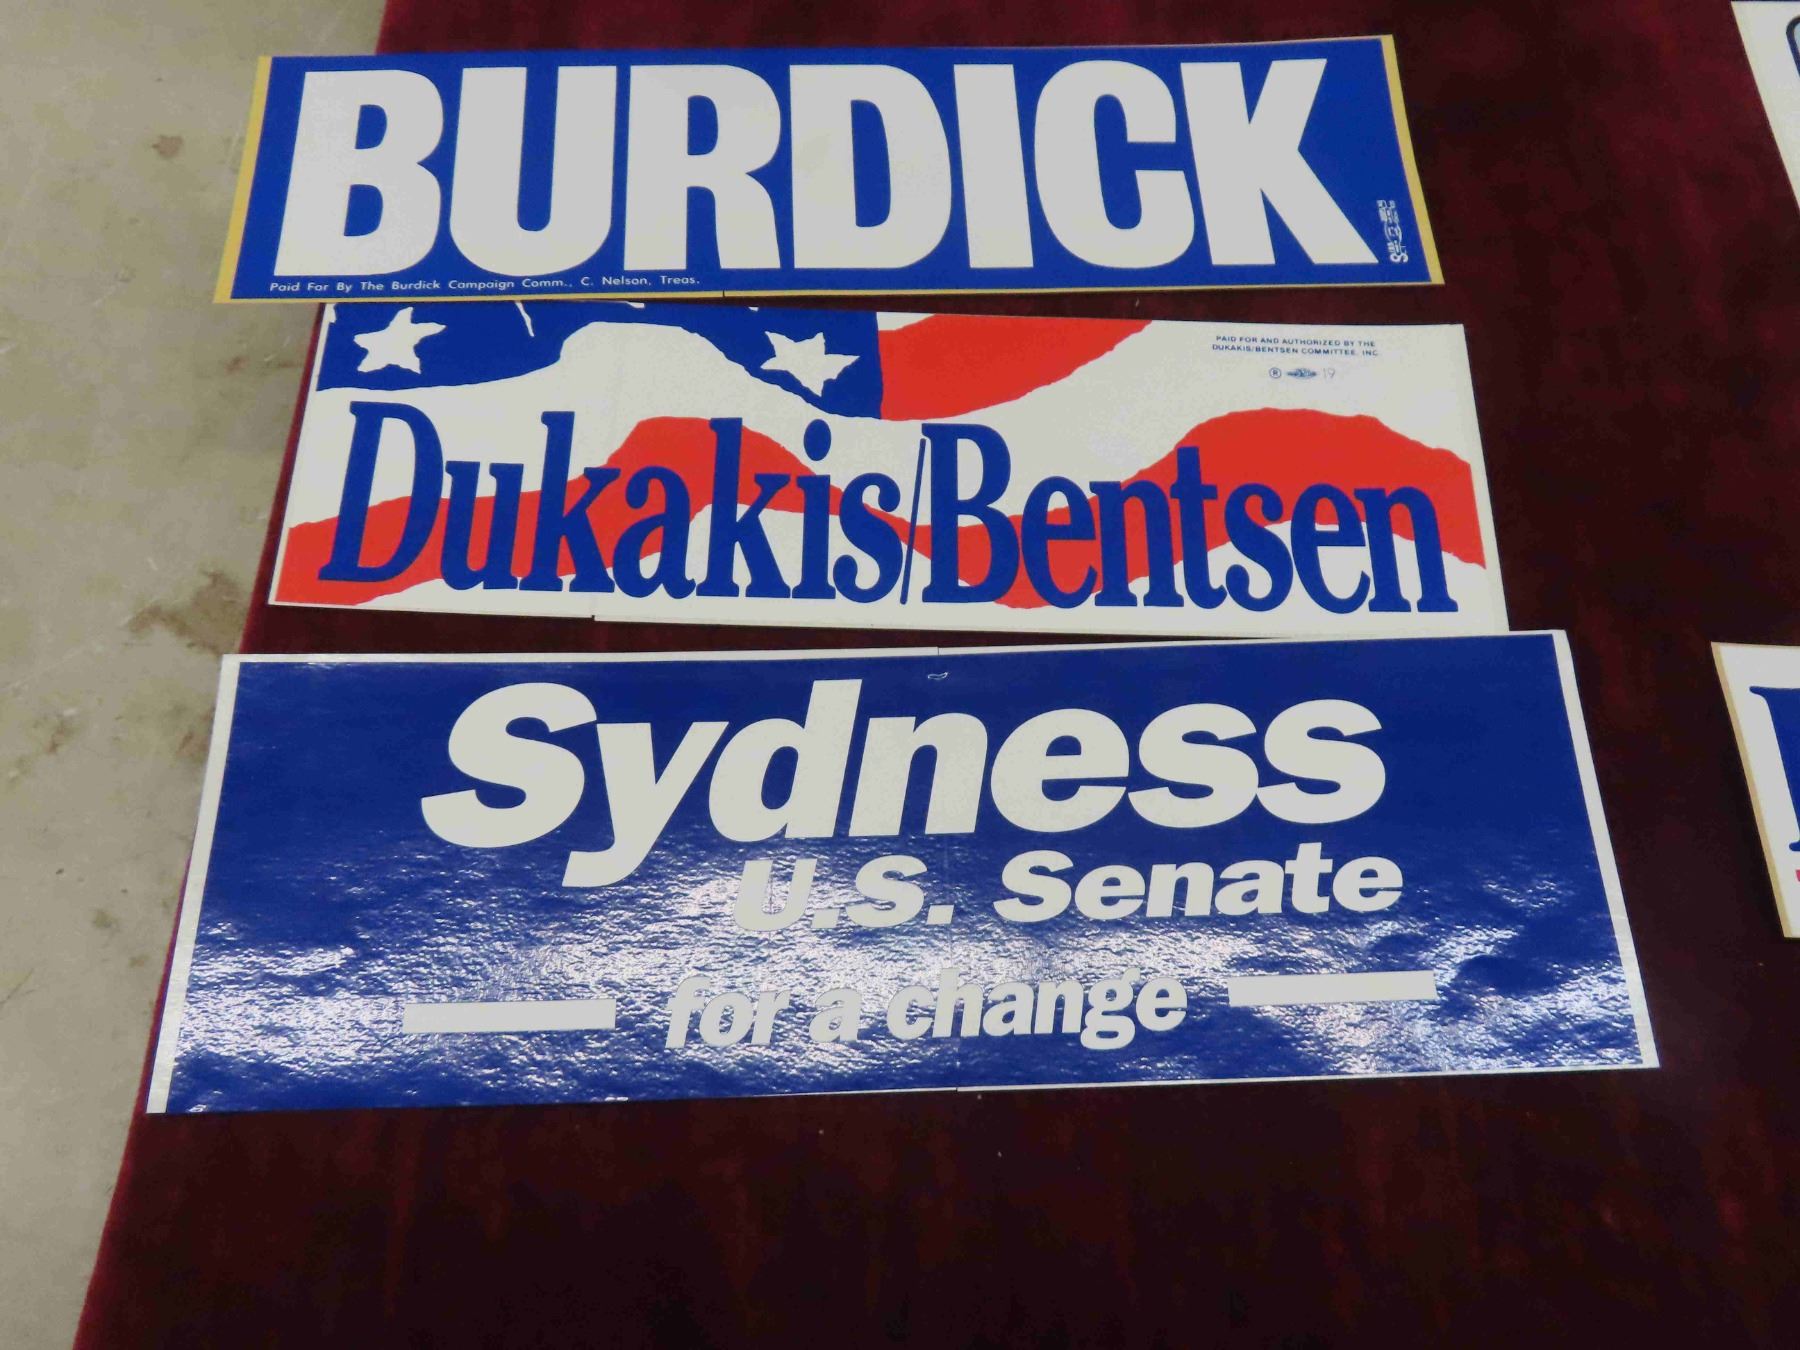 BURDICK
Paid For By The Burdick Campaign Comm., C. Nelson, Treas.
PAID FOR AND AUTHORIZED BY THE
DUKAKIS/BENTSEN COMMITTEE, INC.
® 19
Dukakis/Bentsen
Sydness
U.S. Senate
for a change